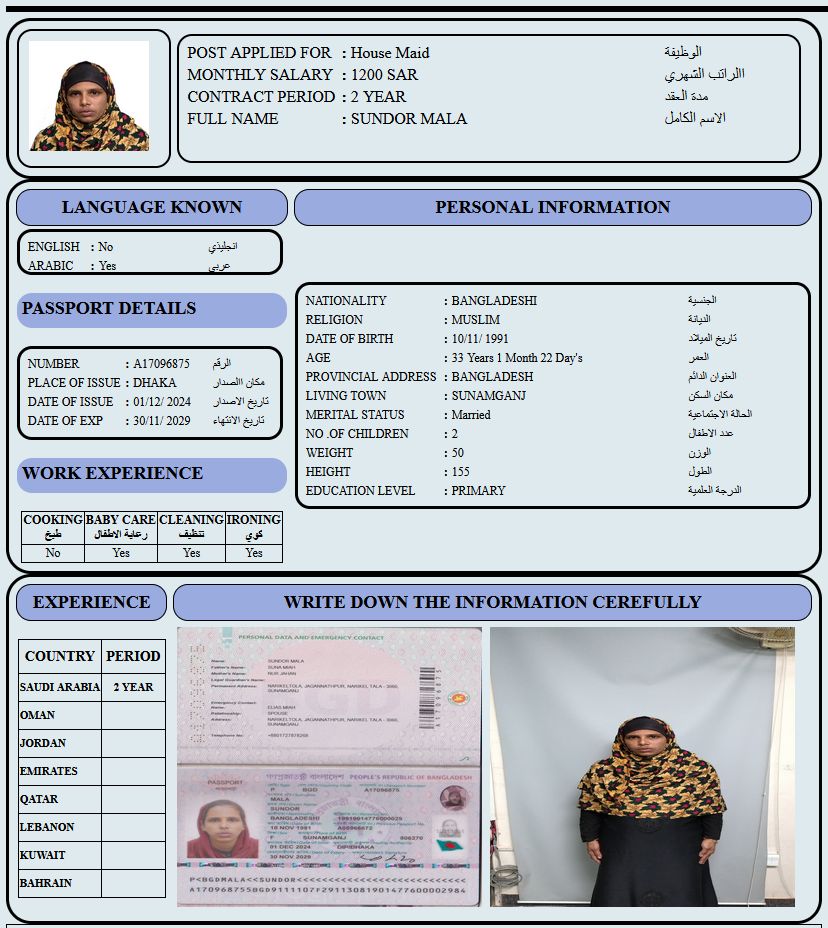 POST APPLIED FOR : House Maid الوظيفة
MONTHLY SALARY : 1200 SAR االراتب الشهري
CONTRACT PERIOD : 2 YEAR مدة العقد
FULL NAME : SUNDOR MALA الاسم الكامل
LANGUAGE KNOWN
ENGLISH : No انجليذي
ARABIC : Yes عربي
PASSPORT DETAILS
NUMBER : A17096875 الرقم
PLACE OF ISSUE : DHAKA مكان االصدار
DATE OF ISSUE : 01/12/ 2024 تاريخ الاصدار
DATE OF EXP : 30/11/ 2029 تاريخ الانتهاء
WORK EXPERIENCE
COOKING BABY CARE CLEANING IRONING
طبخ رعاية الاطفال تنظيف كوي
No Yes Yes Yes
PERSONAL INFORMATION
NATIONALITY : BANGLADESHI الجنسية
RELIGION : MUSLIM الديانة
DATE OF BIRTH : 10/11/ 1991 تاريخ الميلاد
AGE : 33 Years 1 Month 22 Day's العمر
PROVINCIAL ADDRESS : BANGLADESH العنوان الدائم
LIVING TOWN : SUNAMGANJ مكان السكن
MERITAL STATUS : Married الحالة الاجتماعية
NO .OF CHILDREN : 2 عدد الاطفال
WEIGHT : 50 الوزن
HEIGHT : 155 الطول
EDUCATION LEVEL : PRIMARY الدرجة العلمية
EXPERIENCE
COUNTRY PERIOD
SAUDI ARABIA 2 YEAR
OMAN
JORDAN
EMIRATES
QATAR
LEBANON
KUWAIT
BAHRAIN
WRITE DOWN THE INFORMATION CEREFULLY
PERSONAL DATA AND EMERGENCY CONTACT
Name: SUNDOR MALA
Father's Name: SUNA MIAH
Mother's Name: NUR JAHAN
Legal Guardian's Name:
Permanent Address: NARIKELTOLA, JAGANNATHPUR, NARIKEL TALA - 3060,
SUNAMGANJ
Emergency Contact:
Name: ELIAS MIAH
Relationship: SPOUSE
Address: NARIKELTOLA, JAGANNATHPUR, NARIKEL TALA - 3060,
SUNAMGANJ
Telephone No:
PASSPORT গণপ্রজাতন্ত্রী বাংলাদেশ PEOPLE'S REPUBLIC OF BANGLADESH
P BGD A17096875
MALA
SUNDOR
BANGLADESHI
10 NOV 1991
F SUNAMGANJ
01 DEC 2024 DIP/DHAKA
30 NOV 2029